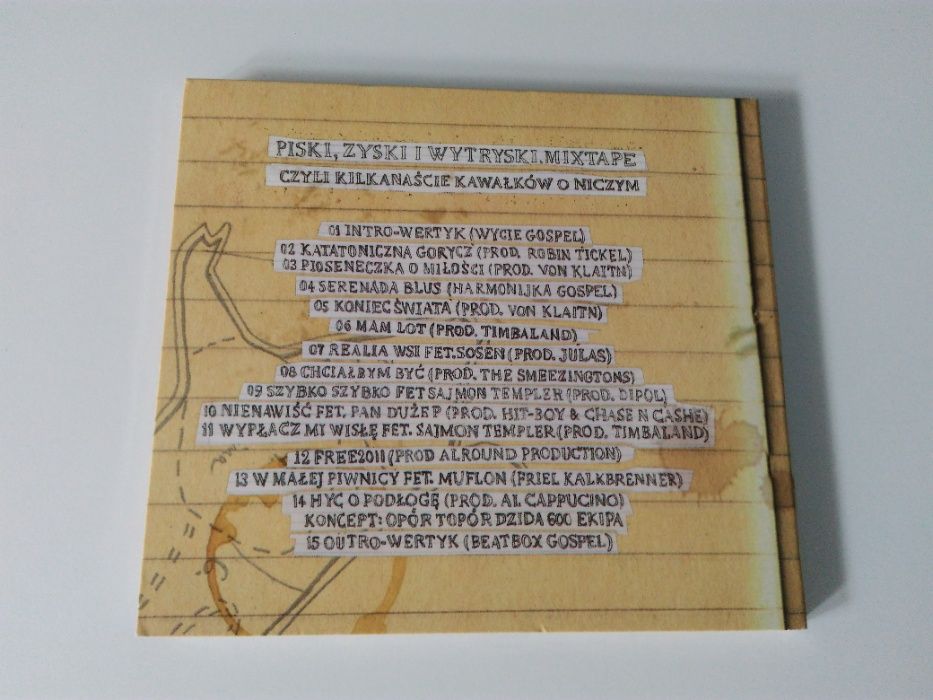 PISKI, ZYSKI I WYTRYSKI.MIXTAPE
CZYLI KILKANAŚCIE KAWAŁKÓW O NICZYM
01 INTRO-WERTYK (WYCIE GOSPEL)
02 KATATONICZNA GORYCZ (PROD. ROBIN TICKEL)
03 PIOSENECZKA O MIŁOŚCI (PROD. VON KLAITN)
04 SERENADA BLUS (HARMONIJKA GOSPEL)
05 KONIEC ŚWIATA (PROD. VON KLAITN)
06 MAM LOT (PROD. TIMBALAND)
07 REALIA WSI FET.SOSEN (PROD. JULAS)
08 CHCIAŁBYM BYĆ (PROD. THE SMEEZINGTONS)
09 SZYBKO SZYBKO FET SAJMON TEMPLER (PROD. DIPOL)
10 NIENAWIŚĆ FET. PAN DUŻE P (PROD. HIT-BOY & CHASE N CASHE)
11 WYPŁACZ MI WISŁĘ FET. SAJMON TEMPLER (PROD. TIMBALAND)
12 FREE2011 (PROD ALROUND PRODUCTION)
13 W MAŁEJ PIWNICY FET. MUFLON (FRIEL KALKBRENNER)
14 HYC O PODŁOGĘ (PROD. AL CAPPUCINO)
KONCEPT: OPÓR TOPÓR DZIDA 600 EKIPA
15 OUTRO-WERTYK (BEATBOX GOSPEL)